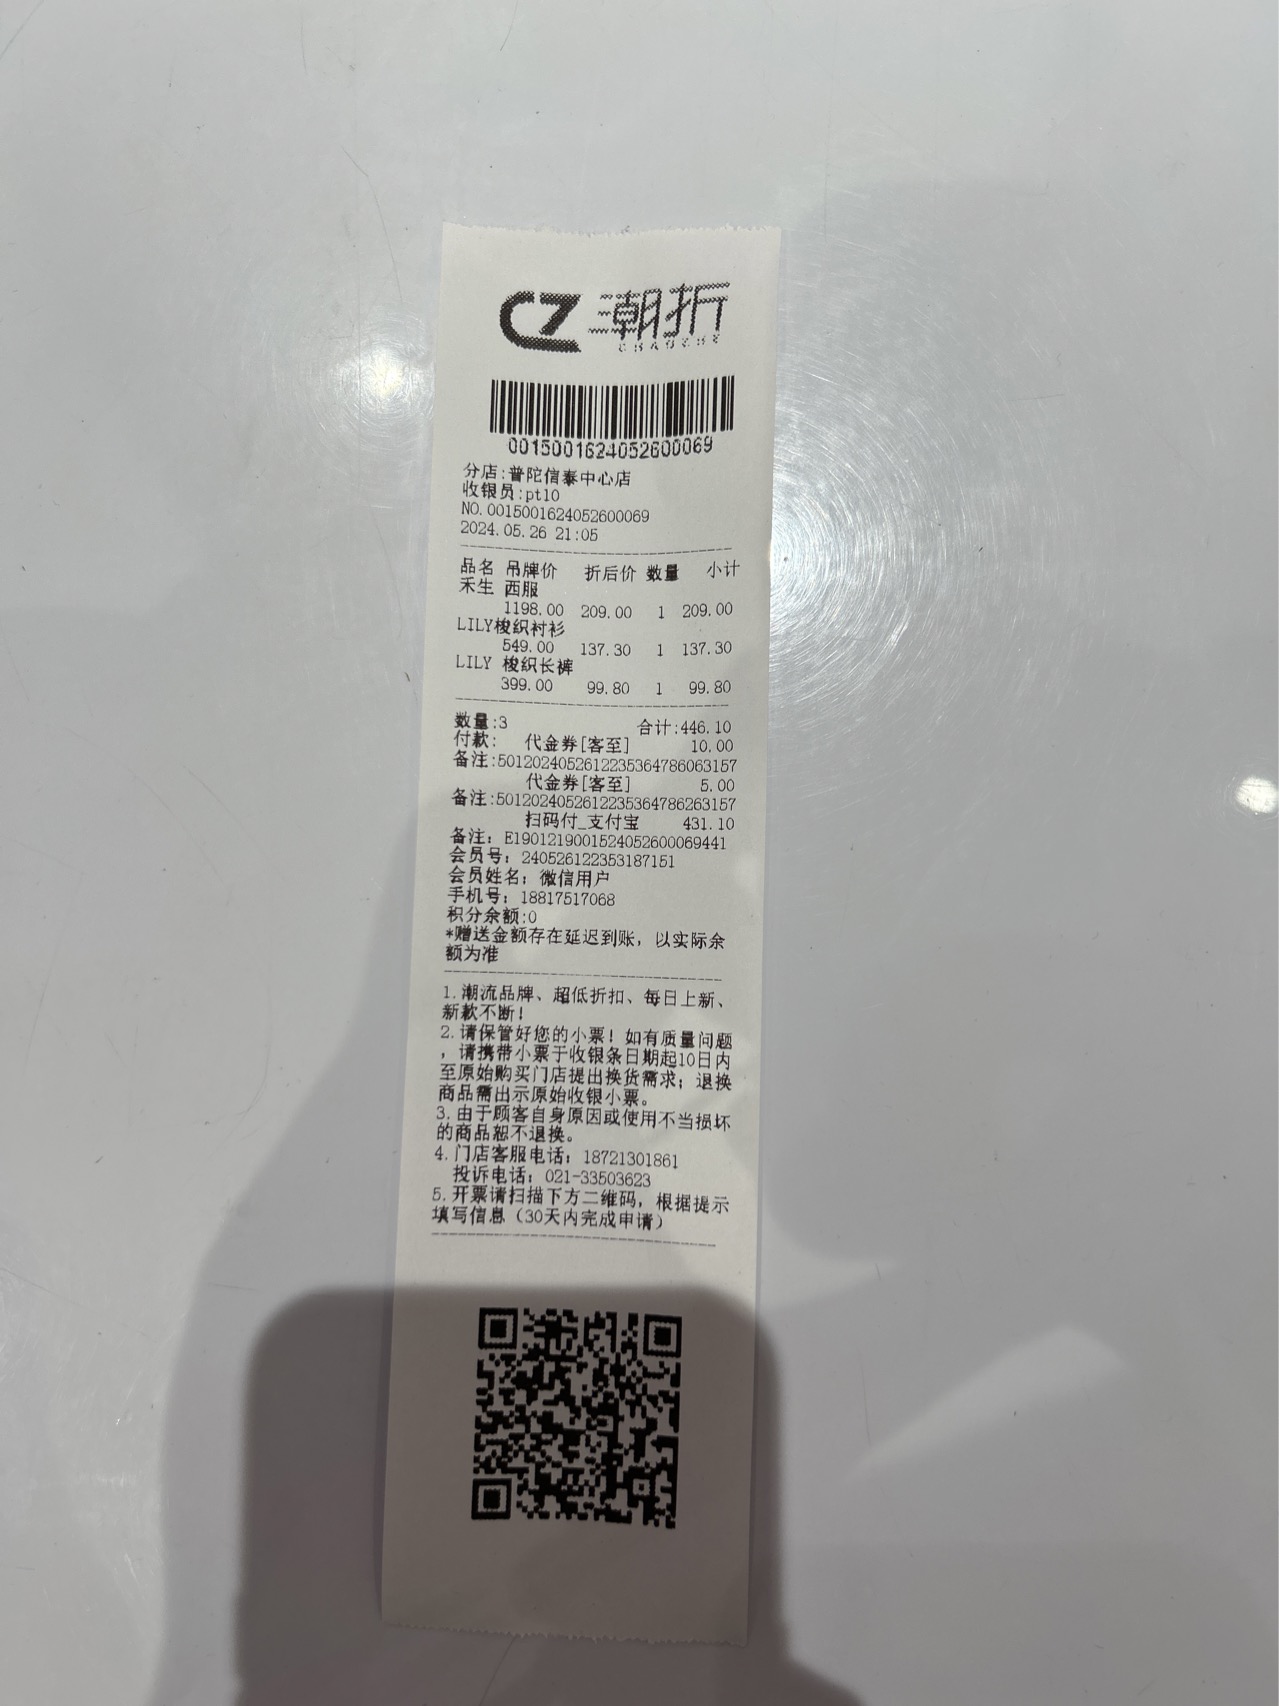 CZ 潮折
CHAOZHE
0015001624052600069
分店:普陀信泰中心店
收银员:pt10
NO.0015001624052600069
2024.05.26 21:05
品名 吊牌价 折后价 数量 小计
禾生 西服
1198.00 209.00 1 209.00
LILY梭织衬衫
549.00 137.30 1 137.30
LILY 梭织长裤
399.00 99.80 1 99.80
数量:3 合计:446.10
付款: 代金券[客至] 10.00
备注:501202405261223536478606315​7
代金券[客至] 5.00
备注:5012024052612235364786263157
扫码付_支付宝 431.10
备注: E1901219001524052600069441
会员号: 240526122353187151
会员姓名: 微信用户
手机号: 18817517068
积分余额:0
*赠送金额存在延迟到账，以实际余
额为准
1.潮流品牌、超低折扣、每日上新、
新款不断！
2.请保管好您的小票！如有质量问题
，请携带小票于收银条日期起10日内
至原始购买门店提出换货需求；退换
商品需出示原始收银小票。
3.由于顾客自身原因或使用不当损坏
的商品恕不退换。
4.门店客服电话: 18721301861
投诉电话: 021-33503623
5.开票请扫描下方二维码，根据提示
填写信息（30天内完成申请）